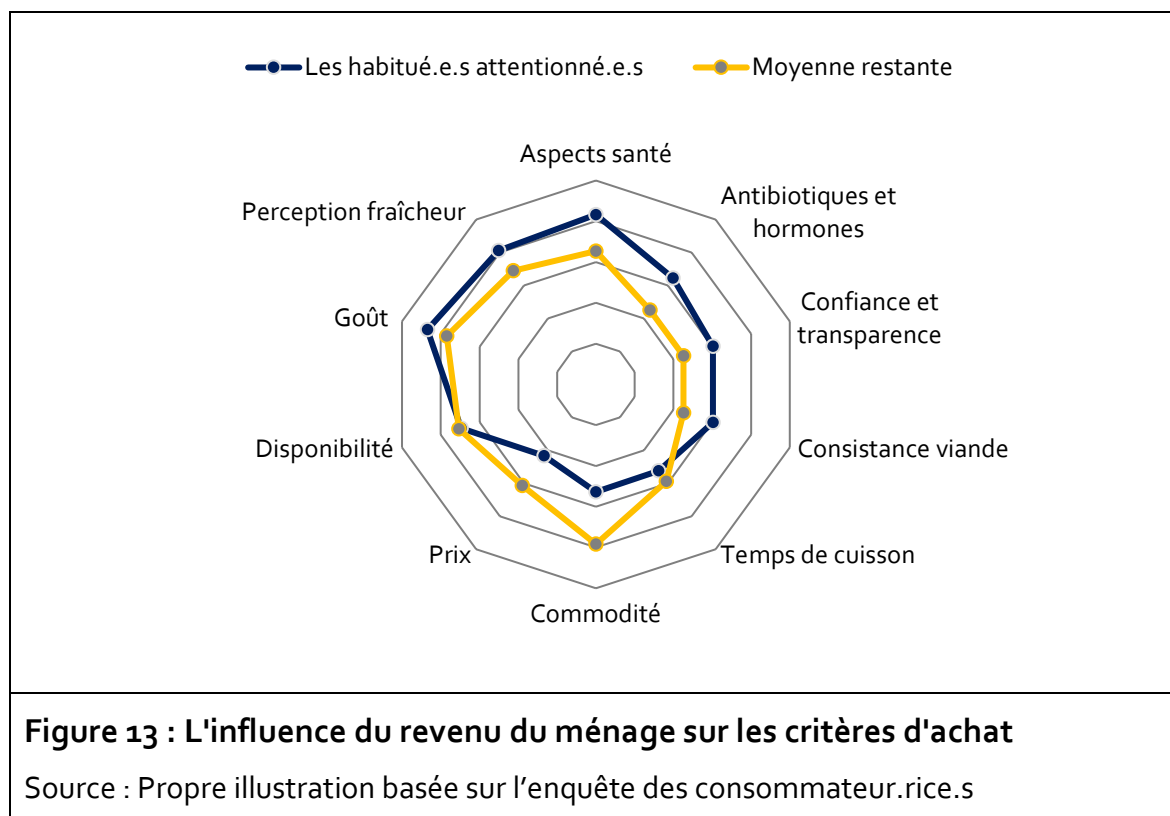 Les habitué.e.s attentionné.e.s
Moyenne restante
Aspects santé
Antibiotiques et
hormones
Perception fraîcheur
Confiance et
transparence
Goût
Disponibilité
Consistance viande
Prix
Temps de cuisson
Commodité
Figure 13 : L'influence du revenu du ménage sur les critères d'achat
Source : Propre illustration basée sur l’enquête des consommateur.rice.s